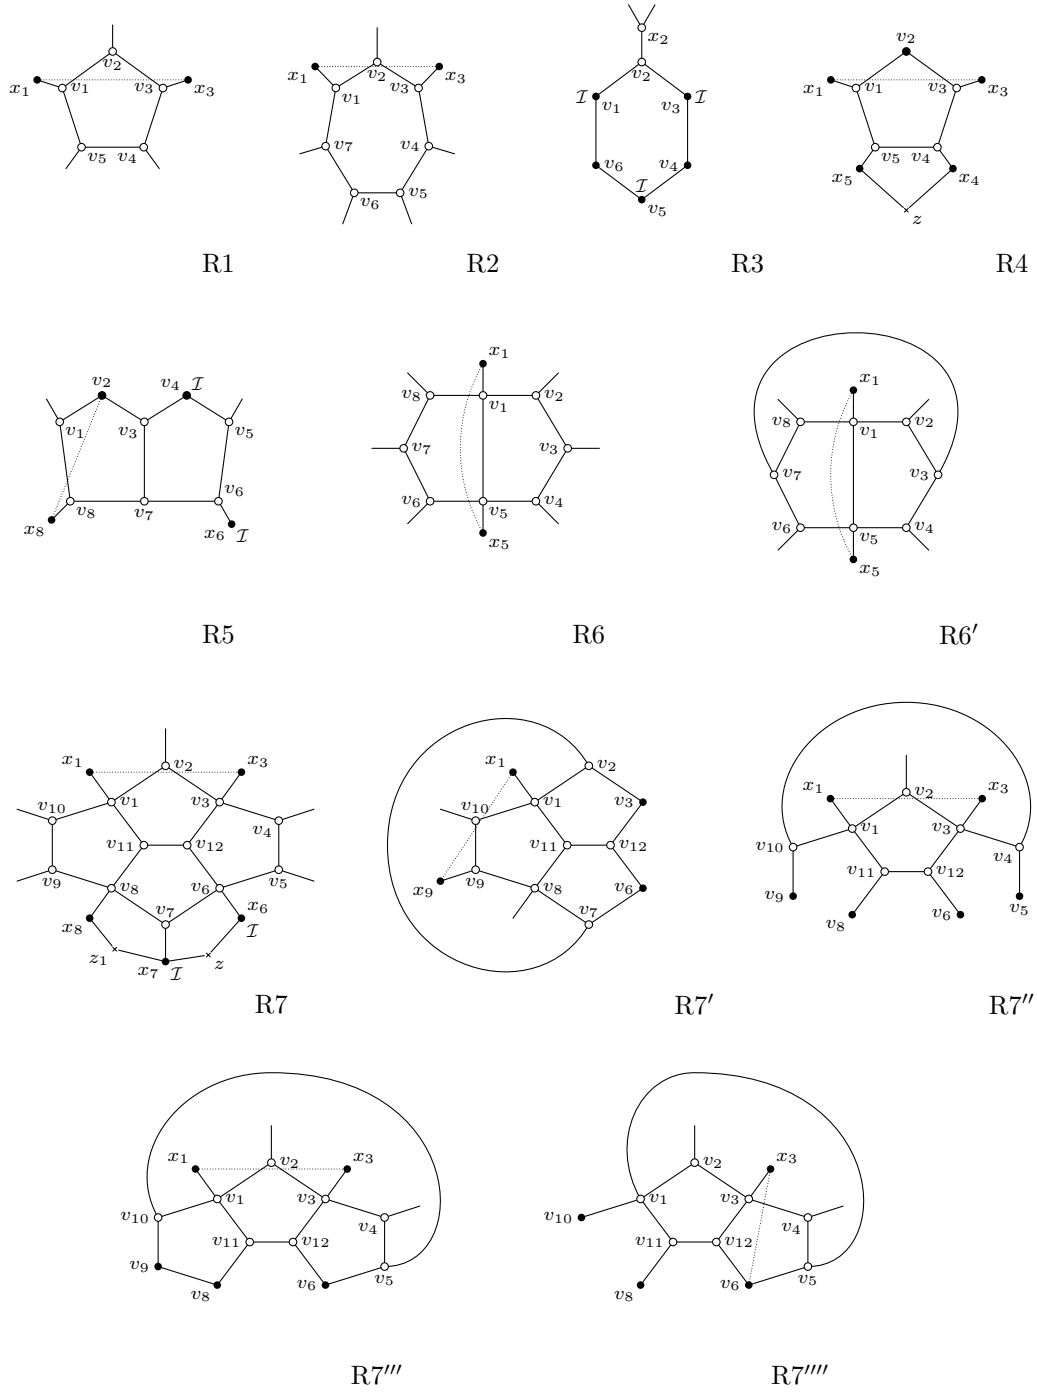 v2 x1 v1 v3 x3 v5 v4
R1
x1 v2 x3 v1 v3 v7 v4 v6 v5
R2
x2 v2 ℐ v1 v3 ℐ v6 v4 ℐ v5
R3
v2 x1 v1 v3 x3 v5 v4 x5 x4 z
R4
v2 v4 ℐ v1 v3 v5 v6 v8 v7 x8 x6 ℐ
R5
x1 v8 v1 v2 v7 v3 v6 v5 v4 x5
R6
x1 v8 v1 v2 v7 v3 v6 v5 v4 x5
R6′
x1 v2 x3 v10 v1 v3 v4 v11 v12 v9 v8 v6 v5 v7 x8 x6 ℐ z1 x7 ℐ z
R7
x1 v2 v10 v1 v3 v11 v12 x9 v9 v8 v6 v7
R7′
x1 v2 x3 v10 v1 v3 v4 v11 v12 v9 v8 v6 v5
R7′′
x1 v2 x3 v10 v1 v3 v4 v11 v12 v9 v8 v6 v5
R7′′′
v2 x3 v10 v1 v3 v4 v11 v12 v8 v6 v5
R7′′′′